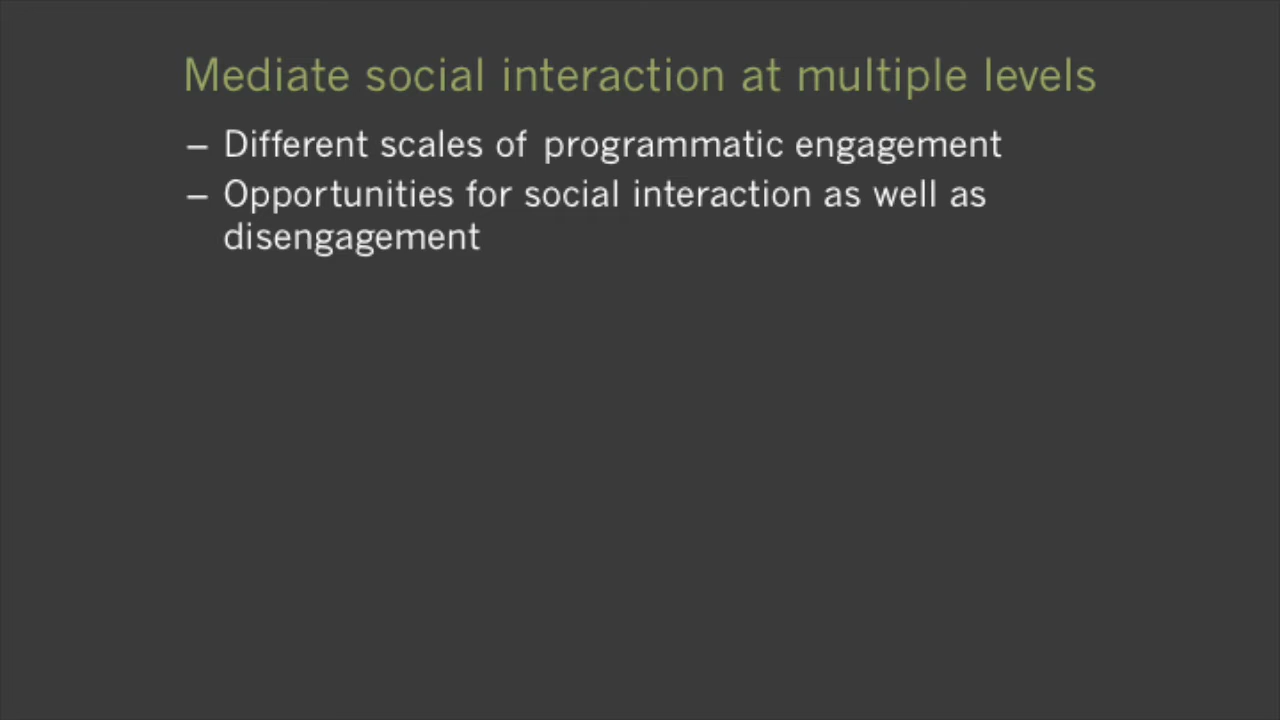 Mediate social interaction at multiple levels
– Different scales of programmatic engagement
– Opportunities for social interaction as well as
disengagement